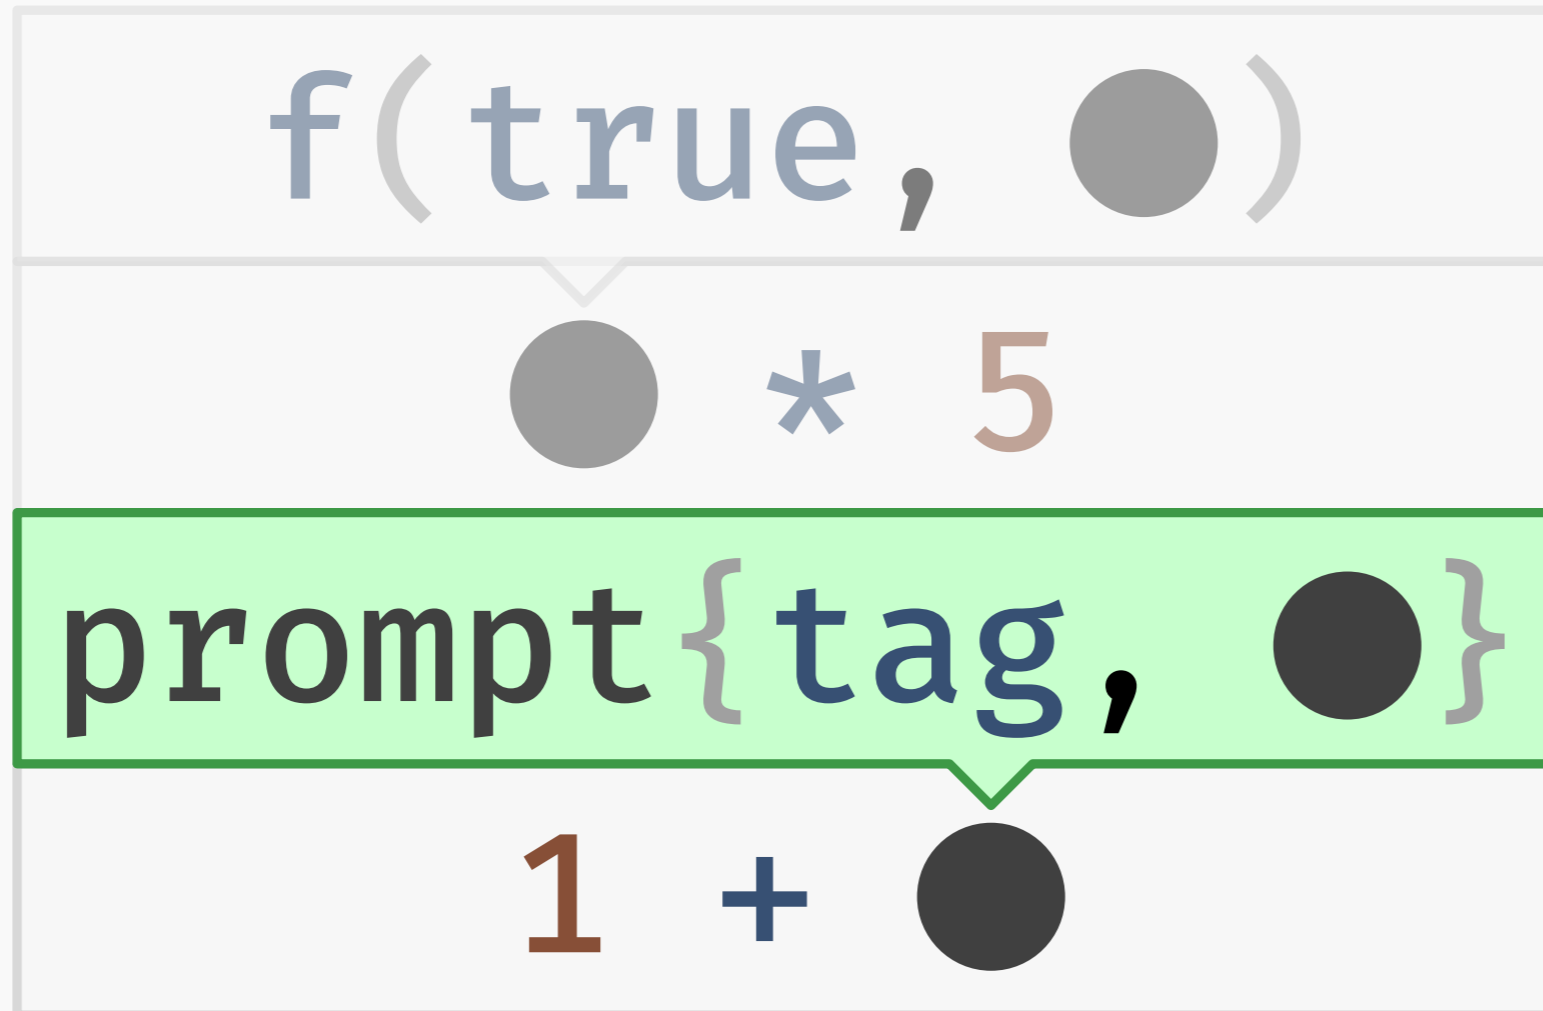 f(true, ●)
● * 5
prompt{tag, ●}
1 + ●